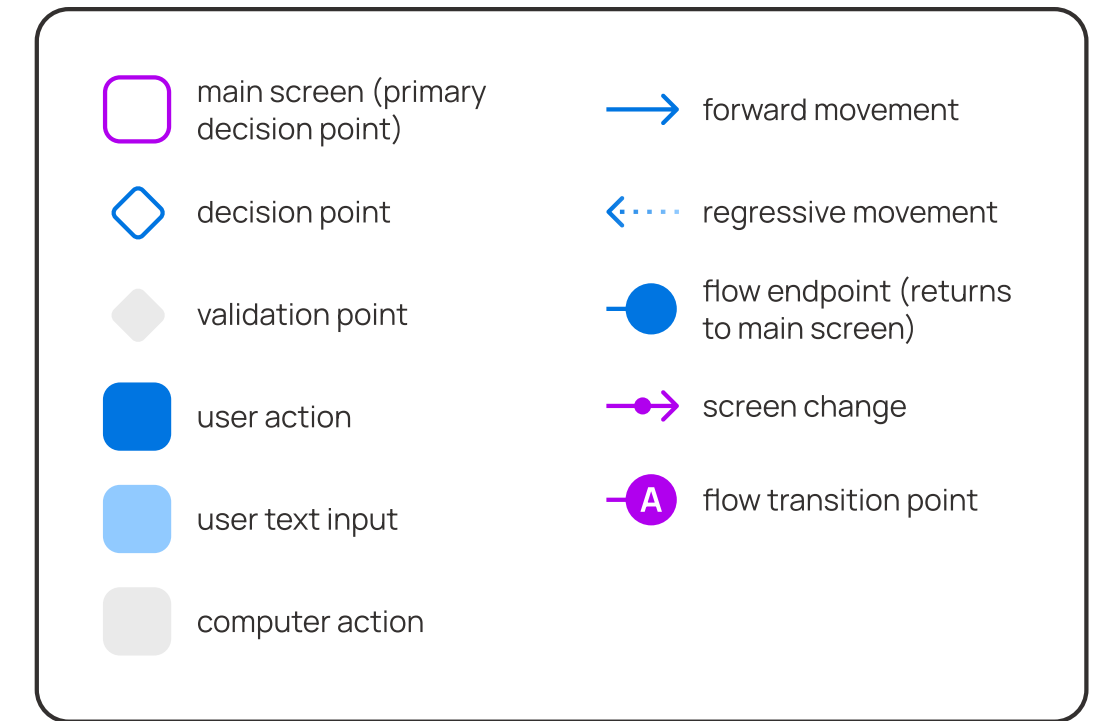 main screen (primary
decision point)
decision point
validation point
user action
user text input
computer action
forward movement
regressive movement
flow endpoint (returns
to main screen)
screen change
A
flow transition point